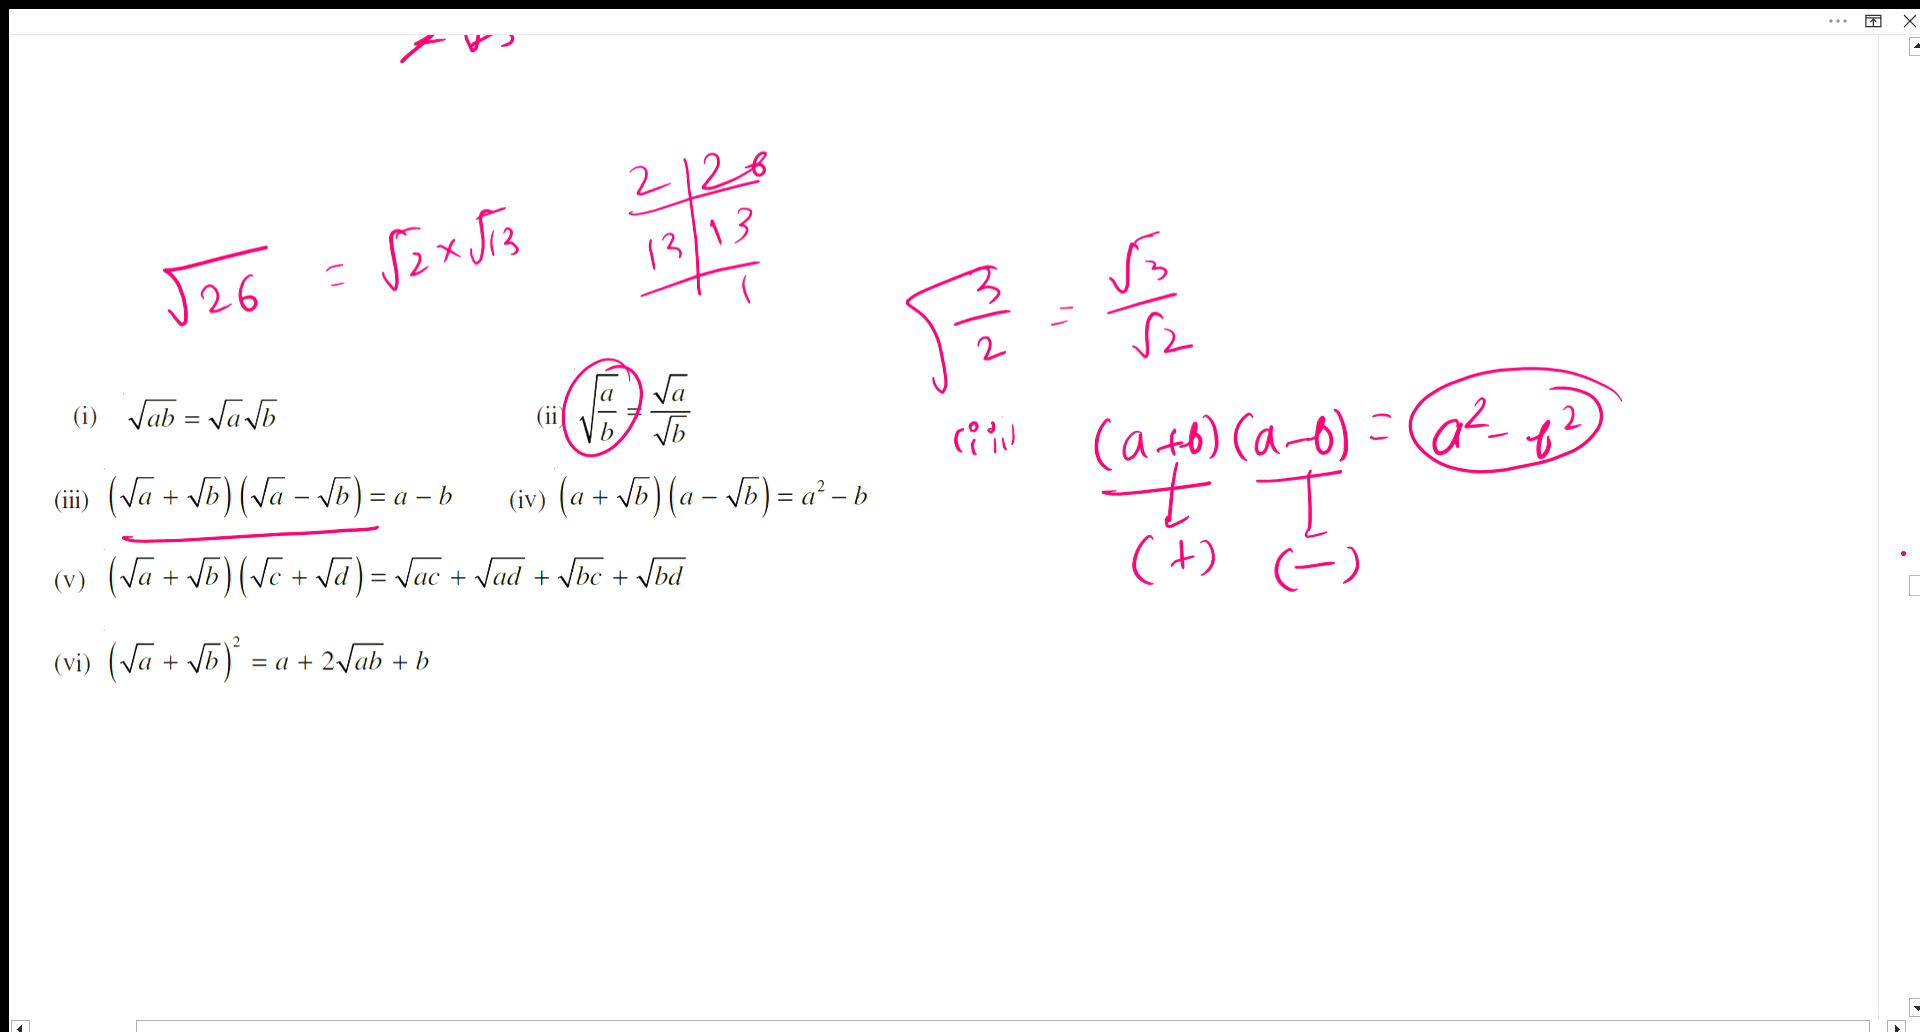 √26 = √2 × √13
2 | 26
13 | 13
1
√(3/2) = √3/√2
(i) √ab = √a√b (ii) √(a/b) = √a/√b
(iii) (a+b)(a-b) = a² - b²
(+) (-)
(iii) (√a + √b)(√a − √b) = a − b (iv) (a + √b)(a − √b) = a² − b
(v) (√a + √b)(√c + √d) = √ac + √ad + √bc + √bd
(vi) (√a + √b)² = a + 2√ab + b